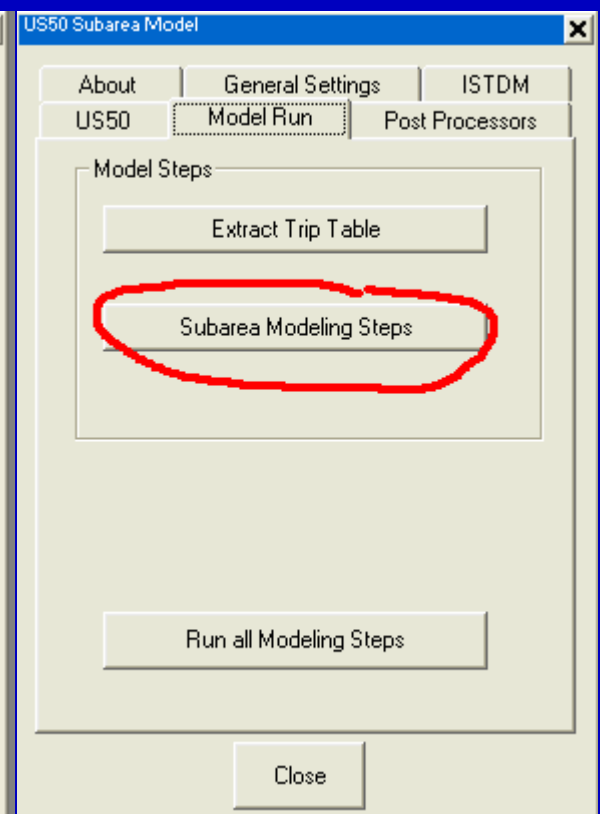 US50 Subarea Model
About General Settings ISTDM
US50 Model Run Post Processors
Model Steps
Extract Trip Table
Subarea Modeling Steps
Run all Modeling Steps
Close